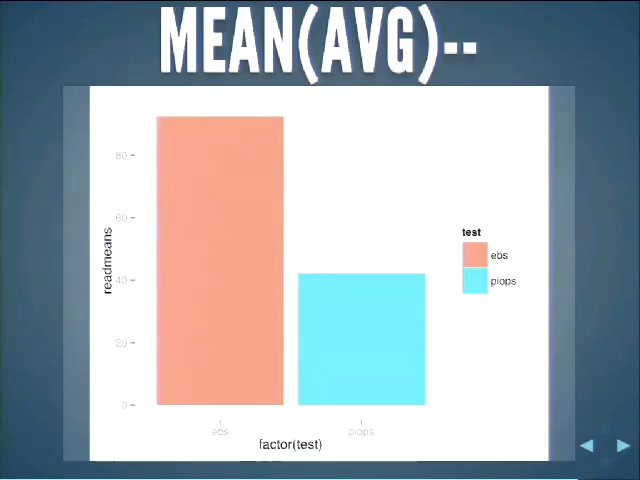 MEAN(AVG)--
80
60
40
20
0
readmeans
ebs
piops
factor(test)
test
ebs
piops